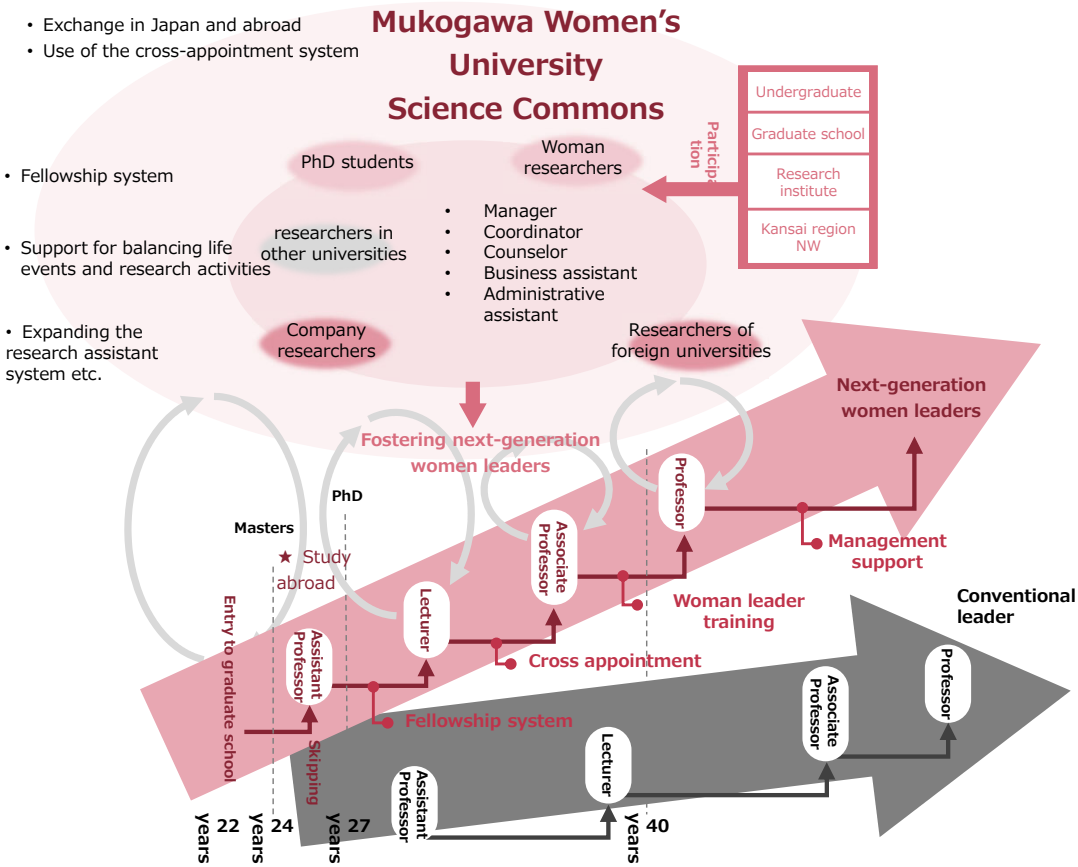 • Exchange in Japan and abroad
• Use of the cross-appointment system
Mukogawa Women's
University
Science Commons
Undergraduate
Graduate school
Research
institute
Kansai region
NW
Participa
tion
PhD students
Woman
researchers
• Fellowship system
• Support for balancing life
events and research activities
• Expanding the
research assistant
system etc.
researchers in
other universities
• Manager
• Coordinator
• Counselor
• Business assistant
• Administrative
assistant
Company
researchers
Researchers of
foreign universities
Fostering next-generation
women leaders
Next-generation
women leaders
Masters
PhD
★ Study
abroad
Entry to graduate school
Skipping
Assistant
Professor
Lecturer
Associate
Professor
Professor
Fellowship system
Cross appointment
Woman leader
training
Management
support
Conventional
leader
Assistant
Professor
Lecturer
Associate
Professor
Professor
22
years
24
years
27
years
40
years